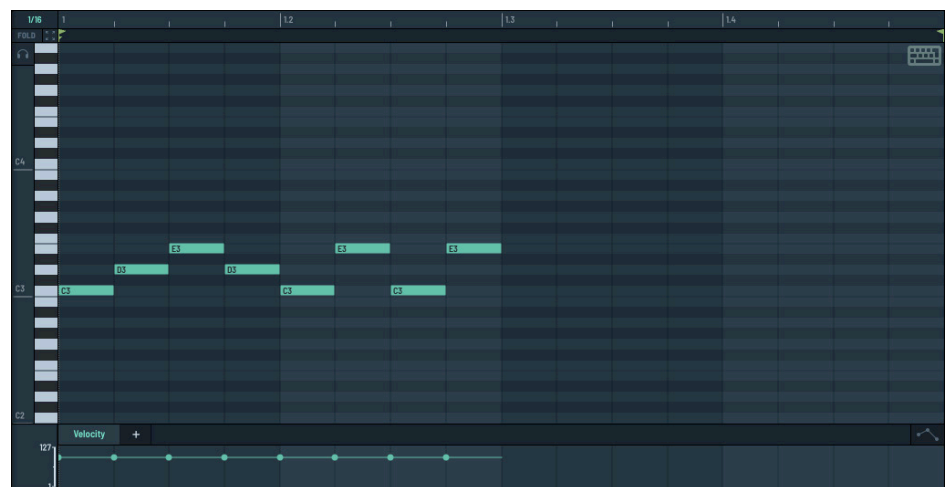 1/16 1 1.2 1.3 1.4
FOLD
C4
E3 E3 E3
D3 D3
C3 C3 C3 C3
C2
Velocity +
127
1